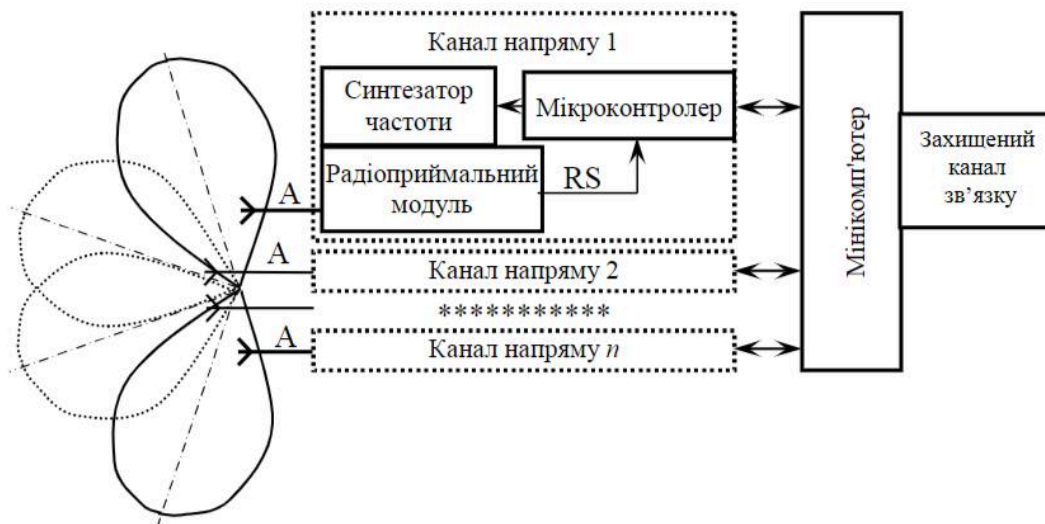 Канал напряму 1
Синтезатор
частоти
Мікроконтролер
Радіоприймальний
модуль
RS
A
A
Канал напряму 2
***********
A
Канал напряму n
Мінікомп'ютер
Захищений
канал
зв’язку